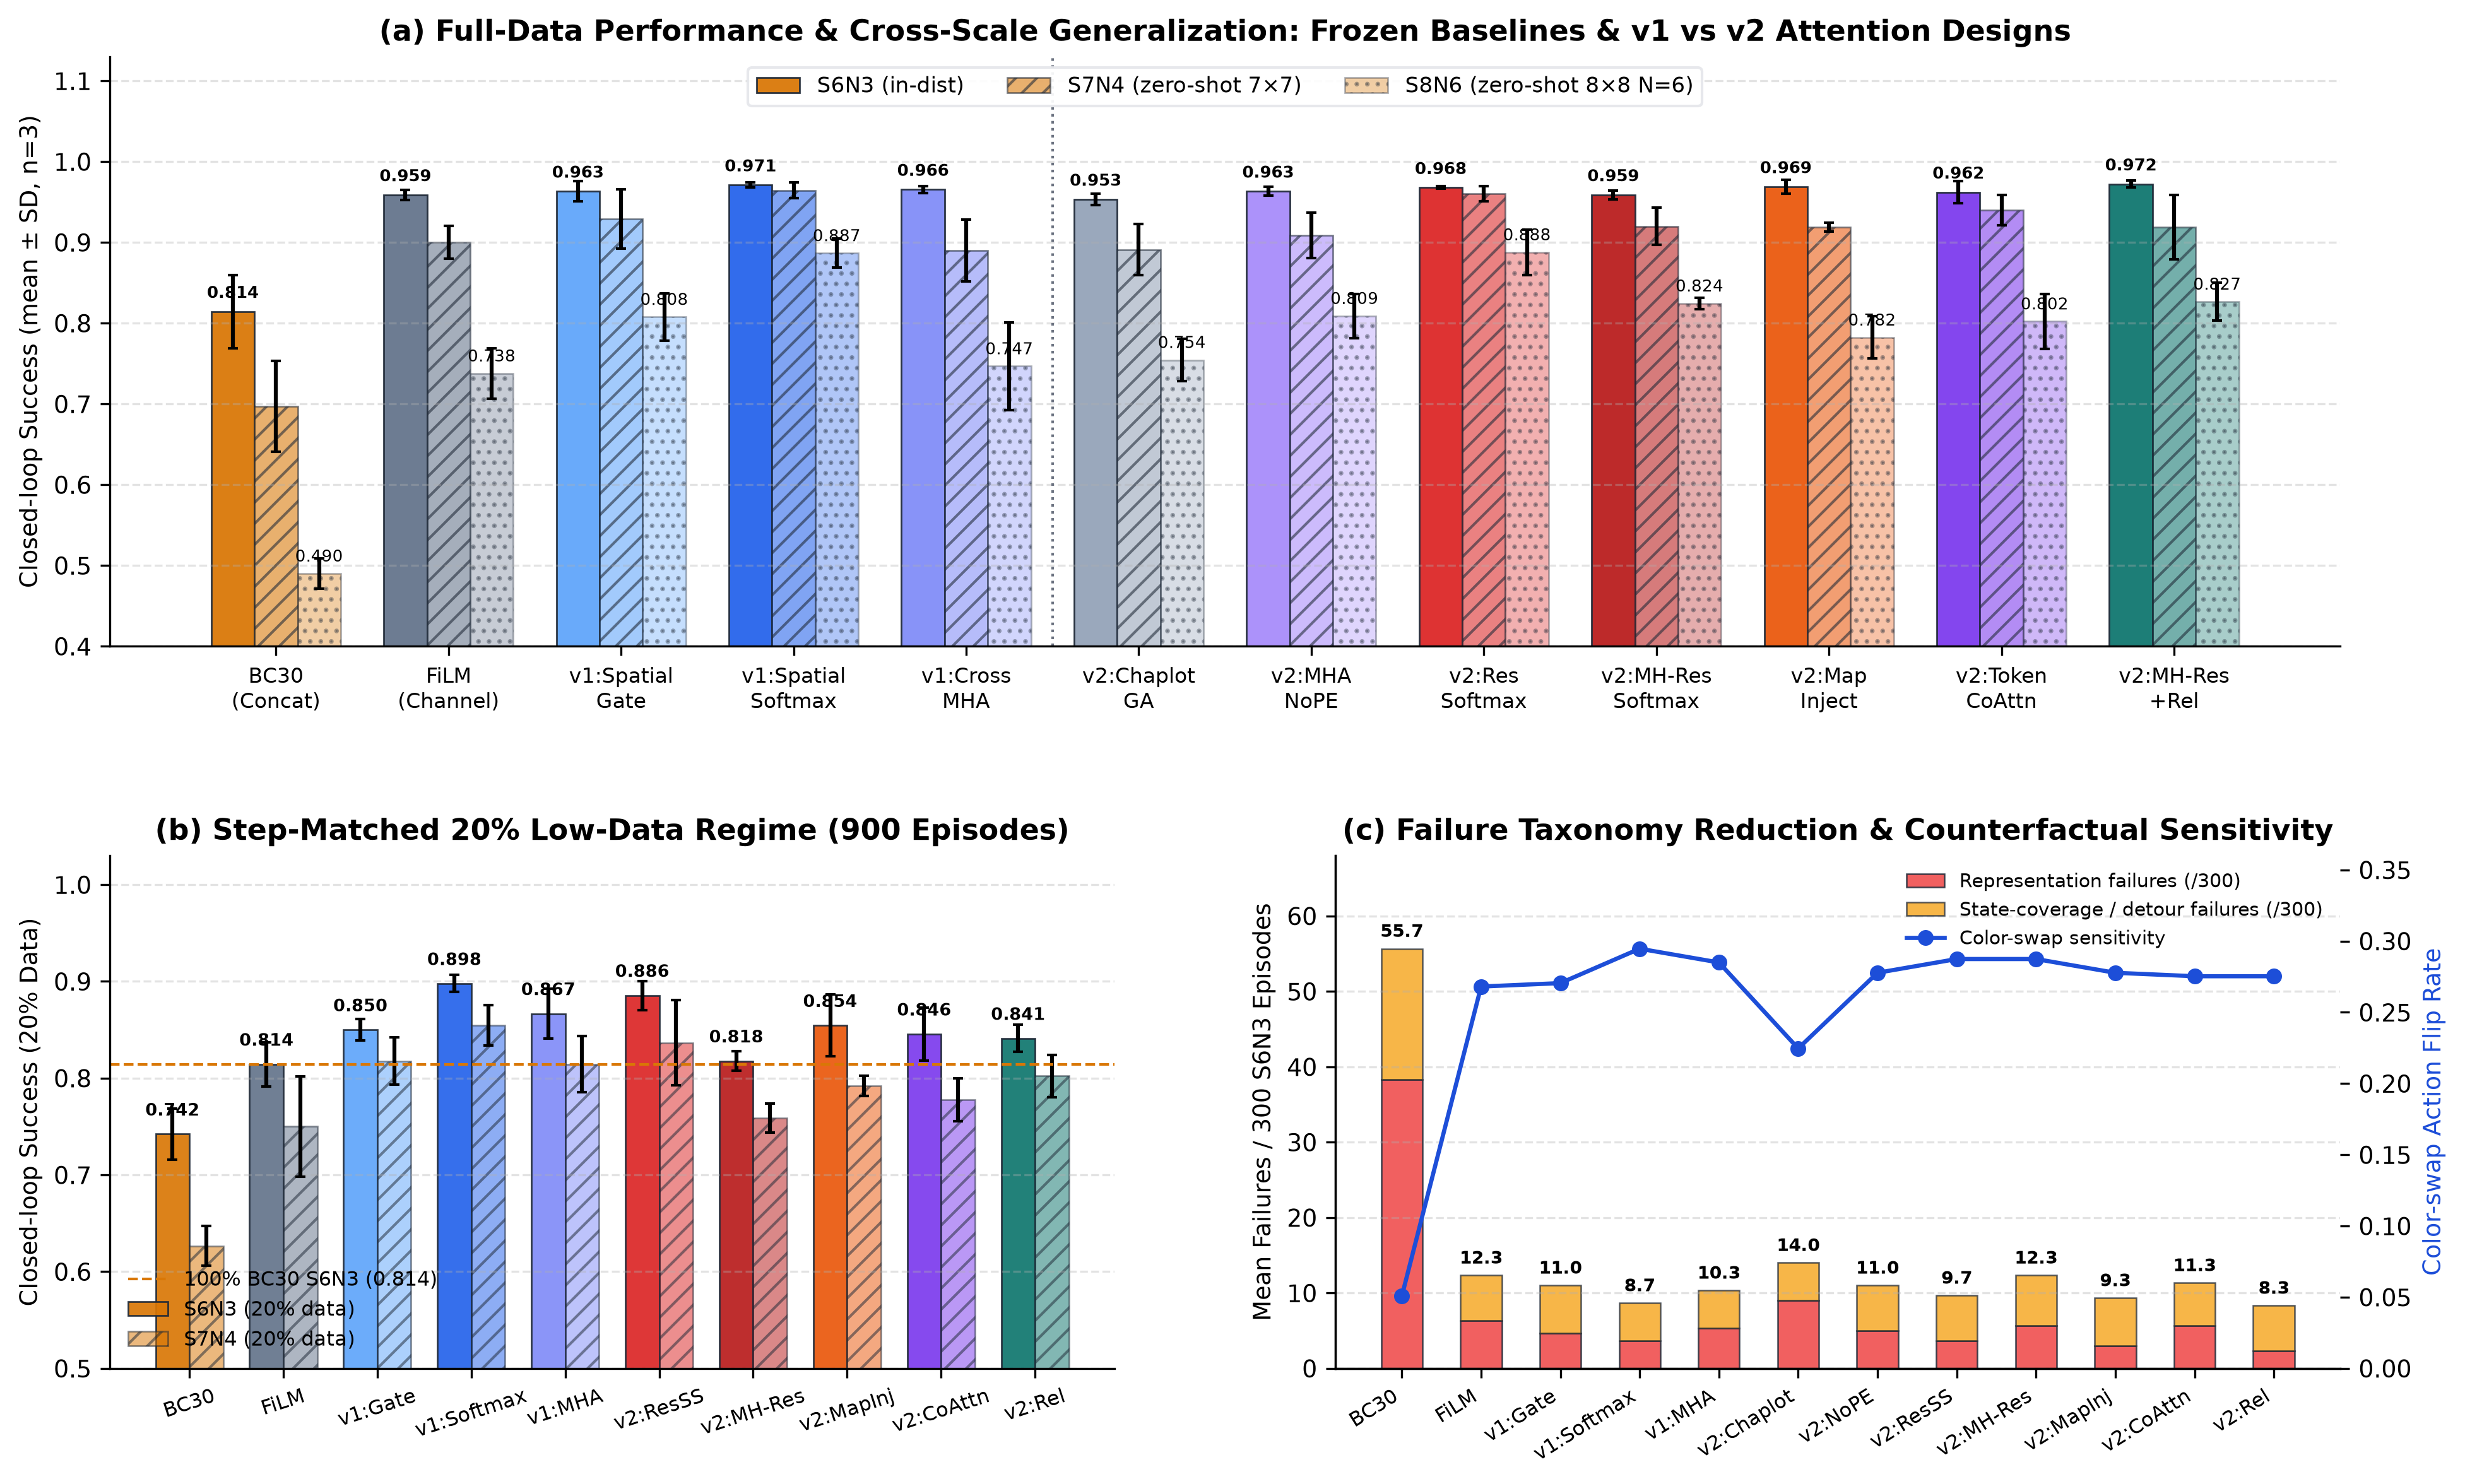 (a) Full-Data Performance & Cross-Scale Generalization: Frozen Baselines & v1 vs v2 Attention Designs
S6N3 (in-dist)
S7N4 (zero-shot 7×7)
S8N6 (zero-shot 8×8 N=6)
Closed-loop Success (mean ± SD, n=3)
1.1
1.0
0.9
0.8
0.7
0.6
0.5
0.4
0.814
0.490
0.959
0.738
0.963
0.808
0.971
0.887
0.966
0.747
0.953
0.754
0.963
0.809
0.968
0.888
0.959
0.824
0.969
0.782
0.962
0.802
0.972
0.827
BC30
(Concat)
FiLM
(Channel)
v1:Spatial
Gate
v1:Spatial
Softmax
v1:Cross
MHA
v2:Chaplot
GA
v2:MHA
NoPE
v2:Res
Softmax
v2:MH-Res
Softmax
v2:Map
Inject
v2:Token
CoAttn
v2:MH-Res
+Rel
(b) Step-Matched 20% Low-Data Regime (900 Episodes)
Closed-loop Success (20% Data)
1.0
0.9
0.8
0.7
0.6
0.5
0.742
0.814
0.850
0.898
0.867
0.886
0.818
0.854
0.846
0.841
100% BC30 S6N3 (0.814)
S6N3 (20% data)
S7N4 (20% data)
BC30
FiLM
v1:Gate
v1:Softmax
v1:MHA
v2:ResSS
v2:MH-Res
v2:MapInj
v2:CoAttn
v2:Rel
(c) Failure Taxonomy Reduction & Counterfactual Sensitivity
Representation failures (/300)
State-coverage / detour failures (/300)
Color-swap sensitivity
Mean Failures / 300 S6N3 Episodes
60
50
40
30
20
10
0
55.7
12.3
11.0
8.7
10.3
14.0
11.0
9.7
12.3
9.3
11.3
8.3
0.35
0.30
0.25
0.20
0.15
0.10
0.05
0.00
Color-swap Action Flip Rate
BC30
FiLM
v1:Gate
v1:Softmax
v1:MHA
v2:Chaplot
v2:NoPE
v2:ResSS
v2:MH-Res
v2:MapInj
v2:CoAttn
v2:Rel